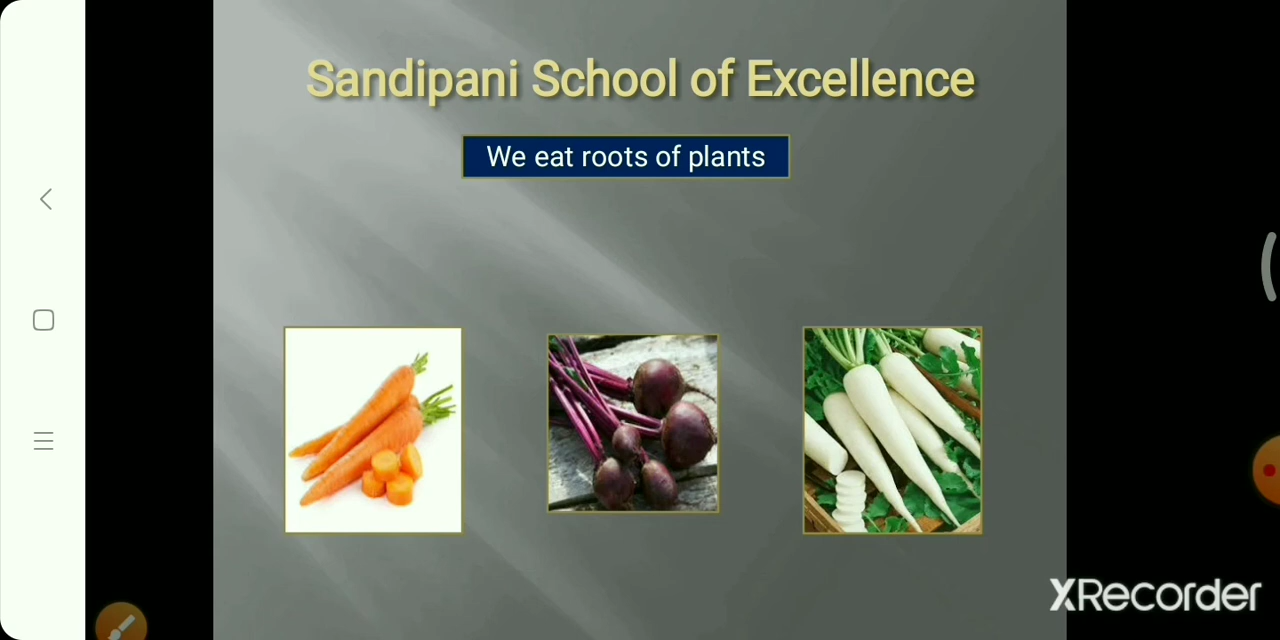 Sandipani School of Excellence
We eat roots of plants
XRecorder